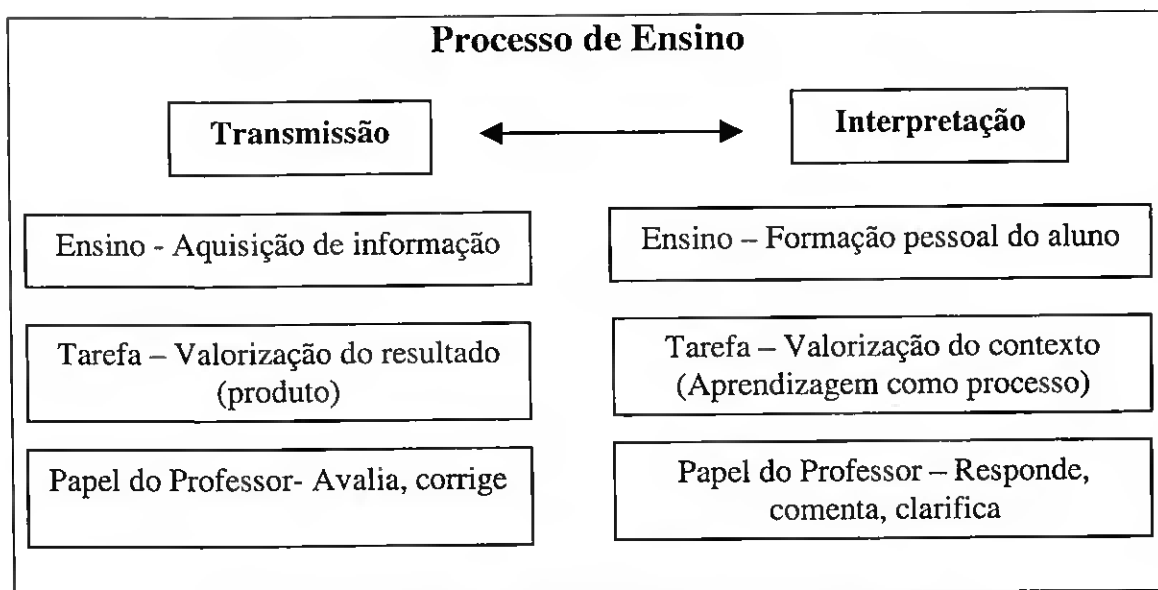 Processo de Ensino
Transmissão
Interpretação
Ensino - Aquisição de informação
Ensino – Formação pessoal do aluno
Tarefa – Valorização do resultado
(produto)
Tarefa – Valorização do contexto
(Aprendizagem como processo)
Papel do Professor- Avalia, corrige
Papel do Professor – Responde,
comenta, clarifica